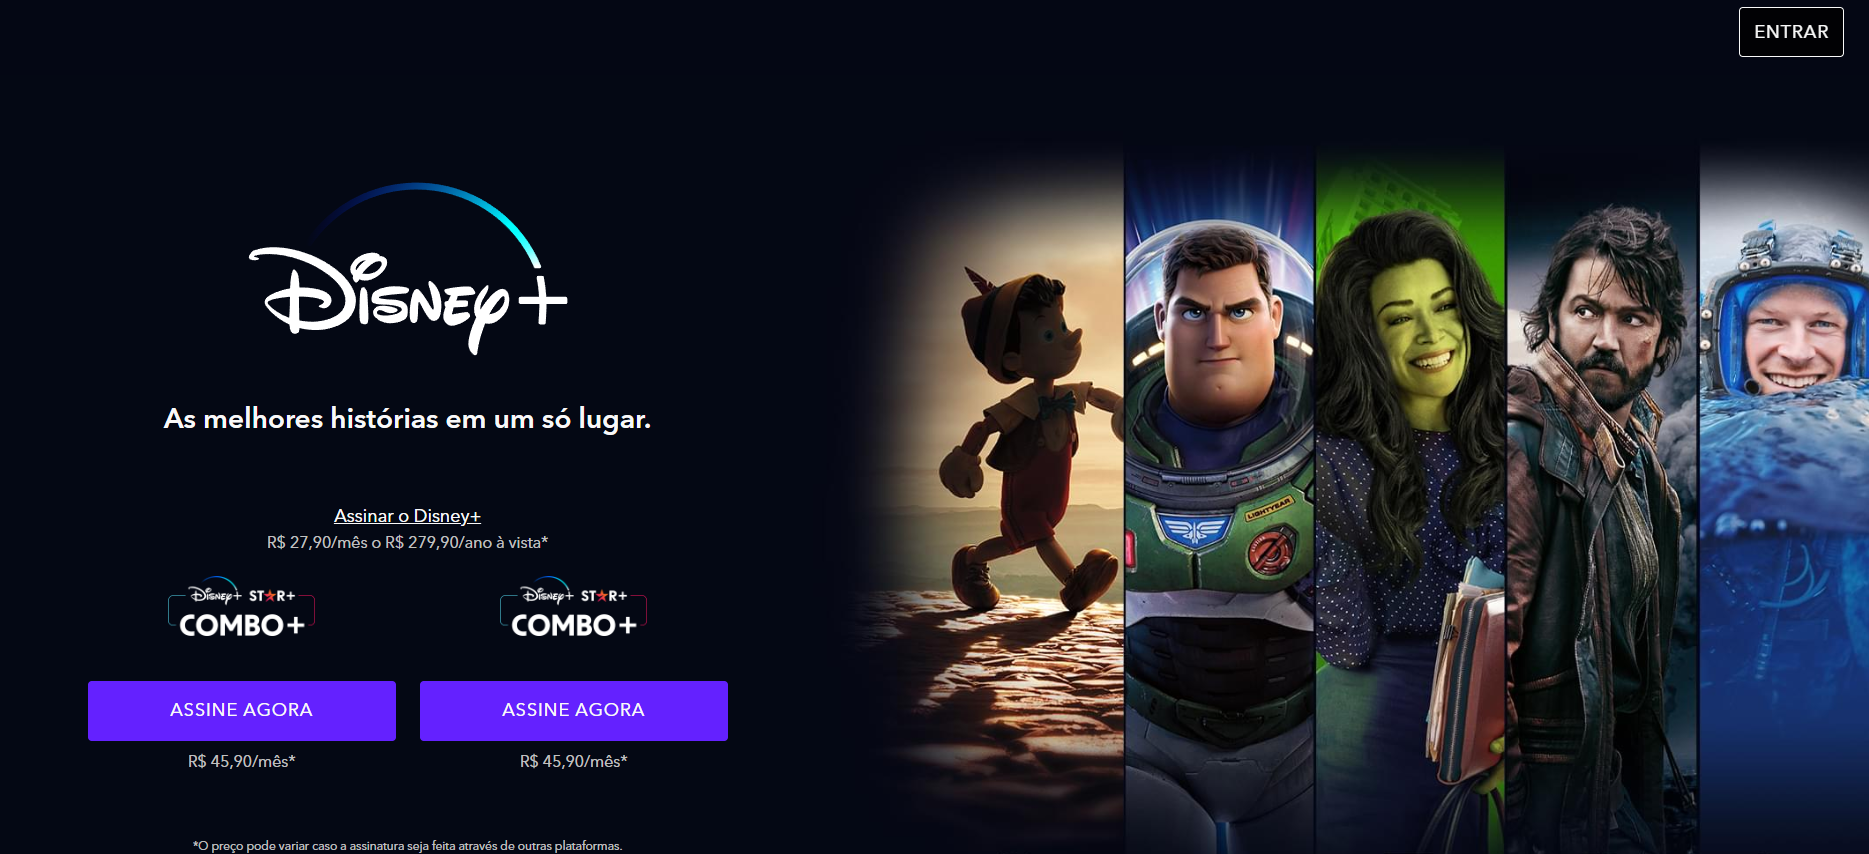 ENTRAR
Disney+
As melhores histórias em um só lugar.
Assinar o Disney+
R$ 27,90/mês o R$ 279,90/ano à vista*
Disney+ STAR+
COMBO+
ASSINE AGORA
R$ 45,90/mês*
Disney+ STAR+
COMBO+
ASSINE AGORA
R$ 45,90/mês*
*O preço pode variar caso a assinatura seja feita através de outras plataformas.
LIGHTYEAR